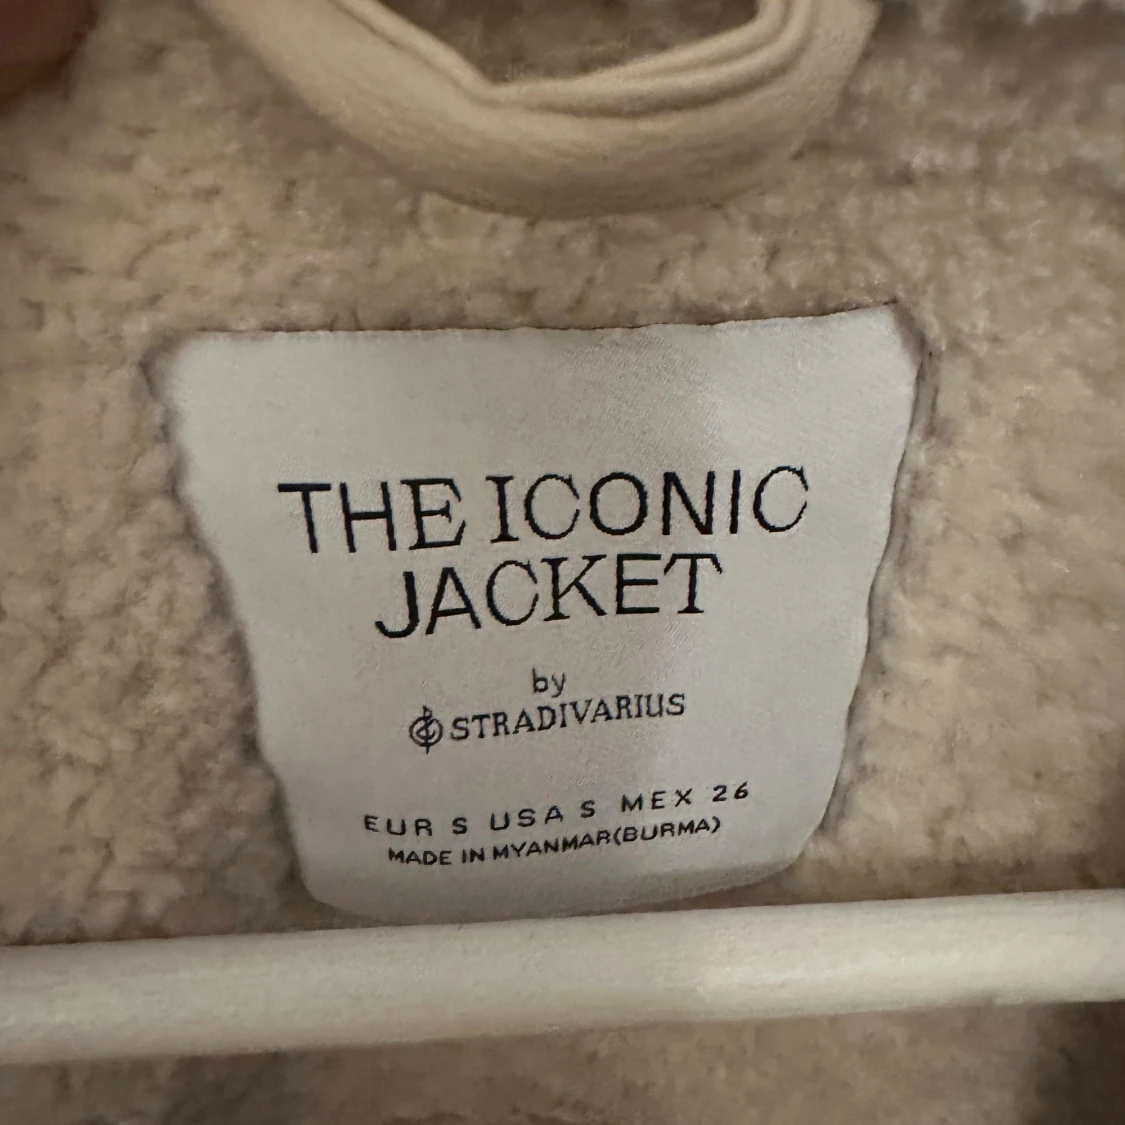 THE ICONIC
JACKET
by
STRADIVARIUS
EUR S USA S MEX 26
MADE IN MYANMAR(BURMA)